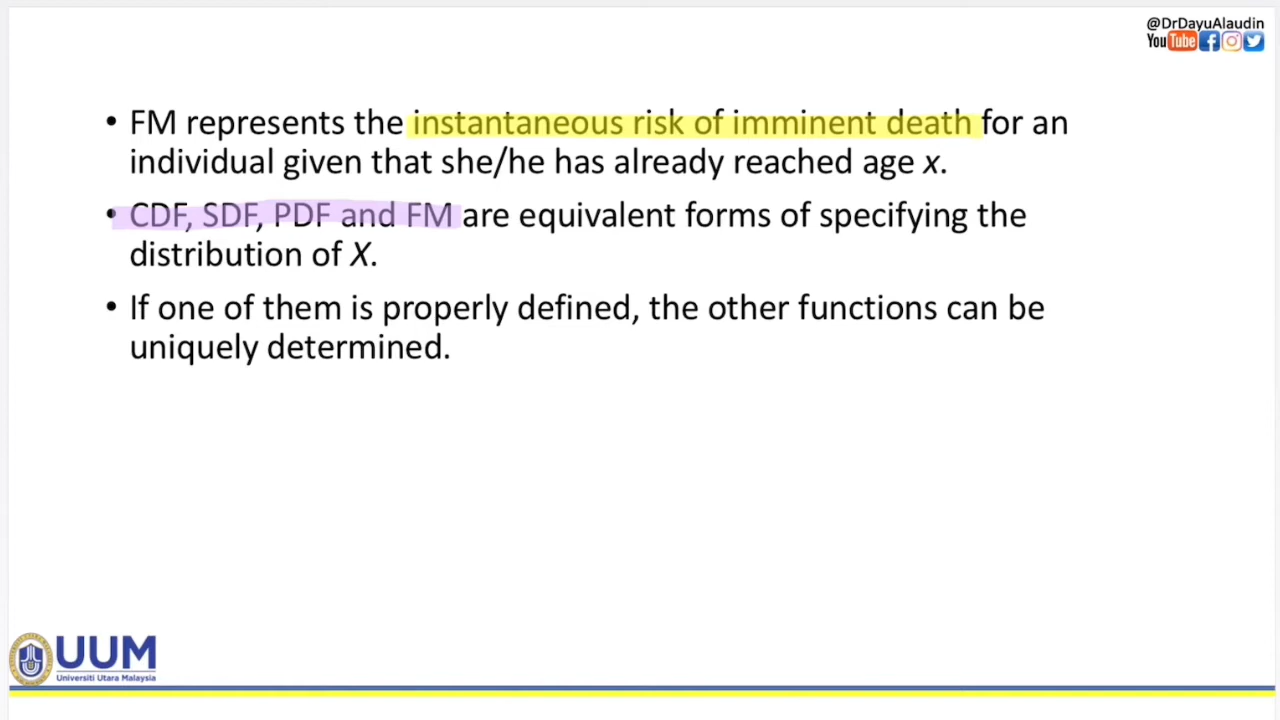 @DrDayuAlaudin
YouTube
• FM represents the instantaneous risk of imminent death for an
individual given that she/he has already reached age x.
• CDF, SDF, PDF and FM are equivalent forms of specifying the
distribution of X.
• If one of them is properly defined, the other functions can be
uniquely determined.
UUM
Universiti Utara Malaysia